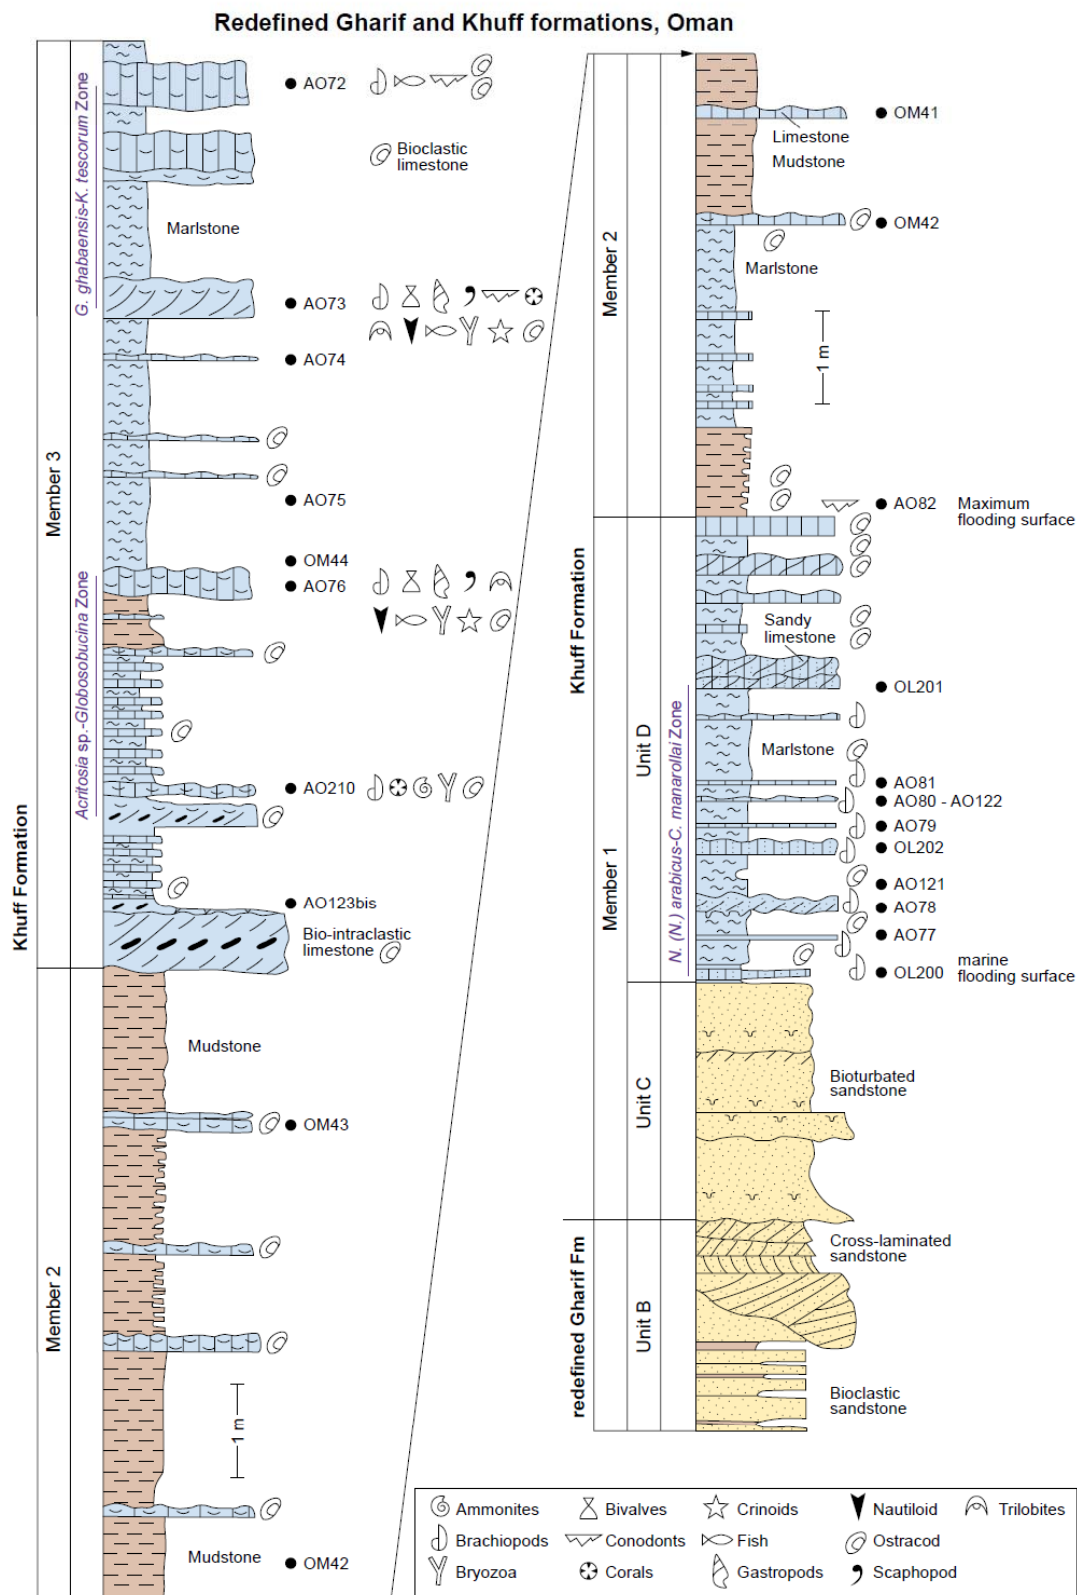 Redefined Gharif and Khuff formations, Oman
Khuff Formation
Member 3
Member 2
G. ghabaensis-K. tescorum Zone
Acritosia sp.-Globosobucina Zone
AO72
Bioclastic
limestone
Marlstone
AO73
AO74
AO75
OM44
AO76
AO210
AO123bis
Bio-intraclastic
limestone
Mudstone
OM43
1 m
Mudstone
OM42
Khuff Formation
redefined Gharif Fm
Member 2
Member 1
Unit D
Unit C
Unit B
N. (N.) arabicus-C. manarollai Zone
OM41
Limestone
Mudstone
OM42
Marlstone
1 m
AO82 Maximum
flooding surface
Sandy
limestone
OL201
Marlstone
AO81
AO80 - AO122
AO79
OL202
AO121
AO78
AO77
marine
OL200 flooding surface
Bioturbated
sandstone
Cross-laminated
sandstone
Bioclastic
sandstone
Ammonites Bivalves Crinoids Nautiloid Trilobites
Brachiopods Conodonts Fish Ostracod
Bryozoa Corals Gastropods Scaphopod